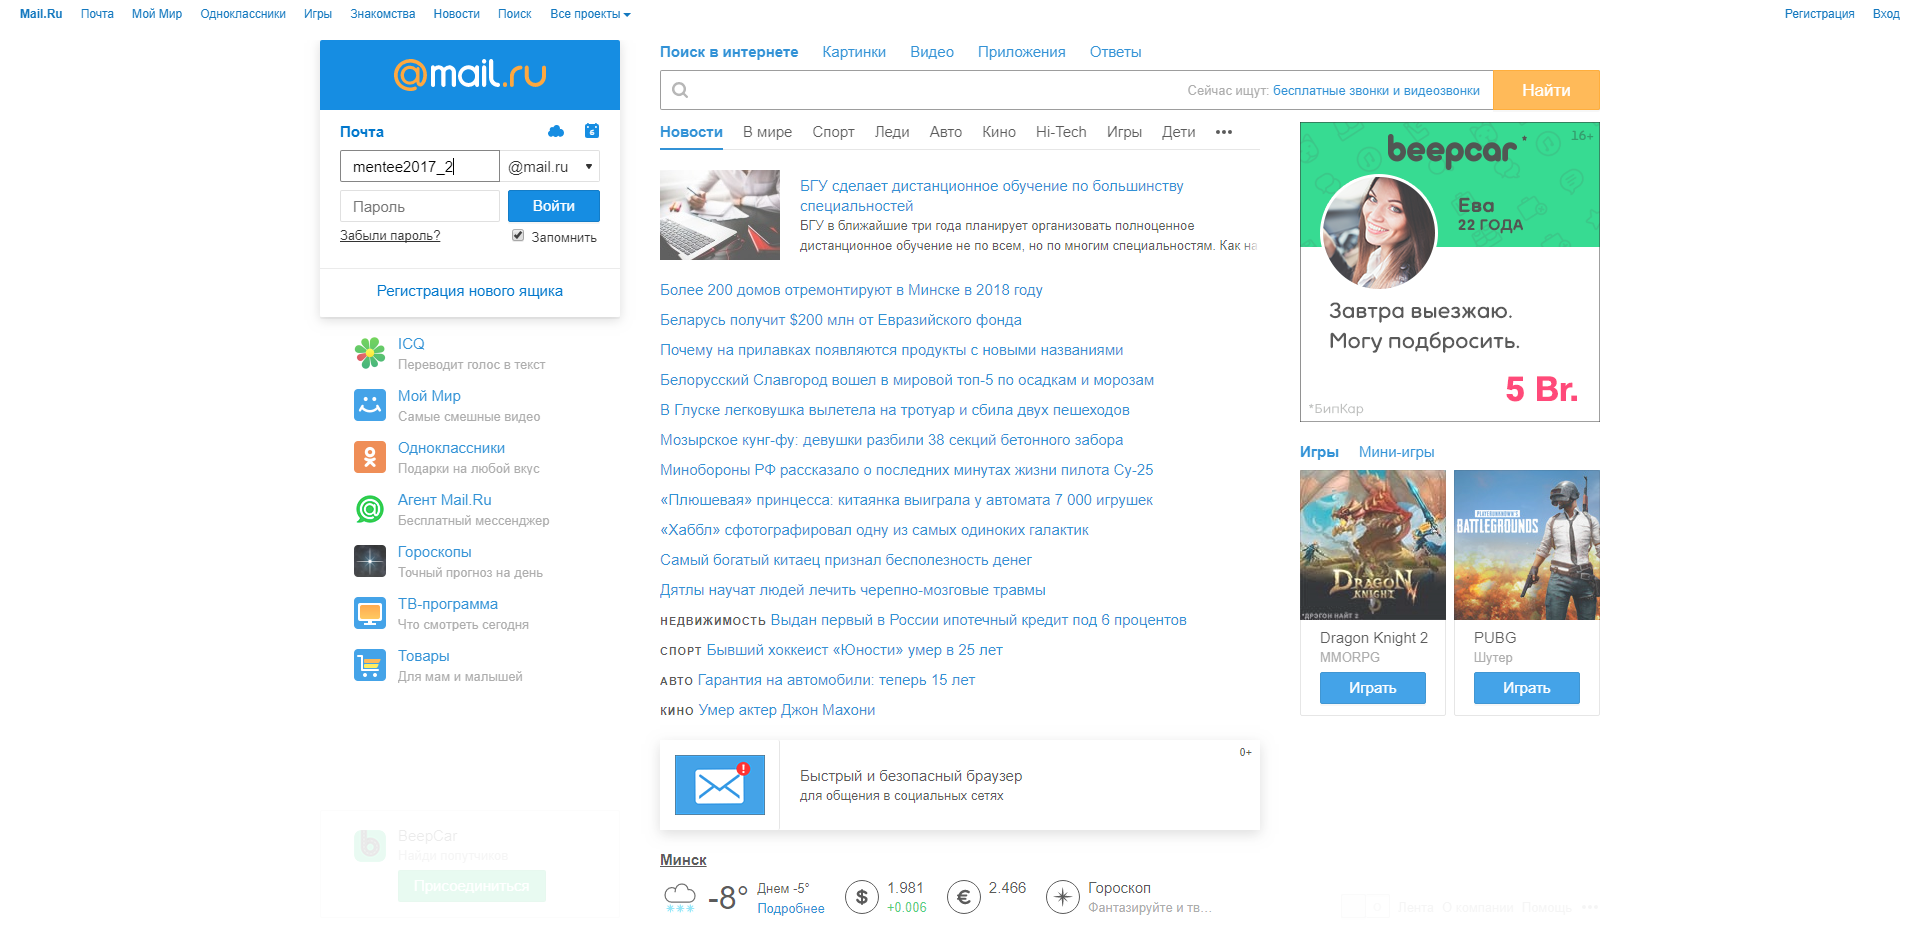 Mail.Ru Почта Мой Мир Одноклассники Игры Знакомства Новости Поиск Все проекты
Регистрация Вход
@mail.ru
Почта
6
mentee2017_2 @mail.ru
Пароль Войти
Забыли пароль? Запомнить
Регистрация нового ящика
ICQ
Переводит голос в текст
Мой Мир
Самые смешные видео
Одноклассники
Подарки на любой вкус
Агент Mail.Ru
Бесплатный мессенджер
Гороскопы
Точный прогноз на день
ТВ-программа
Что смотреть сегодня
Товары
Для мам и малышей
BeepCar
Найди попутчиков
Присоединиться
Поиск в интернете Картинки Видео Приложения Ответы
Сейчас ищут: бесплатные звонки и видеозвонки Найти
Новости В мире Спорт Леди Авто Кино Hi-Tech Игры Дети •••
БГУ сделает дистанционное обучение по большинству
специальностей
БГУ в ближайшие три года планирует организовать полноценное
дистанционное обучение не по всем, но по многим специальностям. Как на
Более 200 домов отремонтируют в Минске в 2018 году
Беларусь получит $200 млн от Евразийского фонда
Почему на прилавках появляются продукты с новыми названиями
Белорусский Славгород вошел в мировой топ-5 по осадкам и морозам
В Глуске легковушка вылетела на тротуар и сбила двух пешеходов
Мозырское кунг-фу: девушки разбили 38 секций бетонного забора
Минобороны РФ рассказало о последних минутах жизни пилота Су-25
«Плюшевая» принцесса: китаянка выиграла у автомата 7 000 игрушек
«Хаббл» сфотографировал одну из самых одиноких галактик
Самый богатый китаец признал бесполезность денег
Дятлы научат людей лечить черепно-мозговые травмы
НЕДВИЖИМОСТЬ Выдан первый в России ипотечный кредит под 6 процентов
СПОРТ Бывший хоккеист «Юности» умер в 25 лет
АВТО Гарантия на автомобили: теперь 15 лет
КИНО Умер актер Джон Махони
!
0+
Быстрый и безопасный браузер
для общения в социальных сетях
Минск
-8° Днем -5°
Подробнее
$ 1.981
+0.006
€ 2.466
Гороскоп
Фантазируйте и тв...
beepcar*
16+
Ева
22 ГОДА
Завтра выезжаю.
Могу подбросить.
5 Br.
*БипКар
Игры Мини-игры
DRAGON
KNIGHT
*ДРЭГОН НАЙТ 2
PLAYERUNKNOWN'S
BATTLEGROUNDS
Dragon Knight 2
MMORPG
Играть
PUBG
Шутер
Играть
Лента О компании Помощь •••